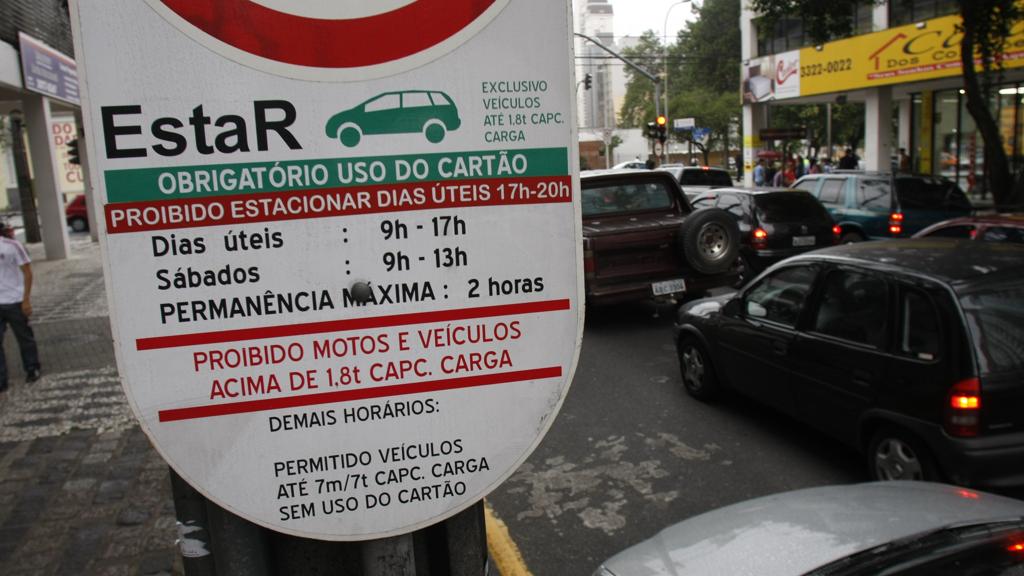 EstaR
EXCLUSIVO
VEÍCULOS
ATÉ 1,8t CAPC.
CARGA
OBRIGATÓRIO USO DO CARTÃO
PROIBIDO ESTACIONAR DIAS ÚTEIS 17h-20h
Dias úteis : 9h - 17h
Sábados : 9h - 13h
PERMANÊNCIA MÁXIMA : 2 horas
PROIBIDO MOTOS E VEÍCULOS
ACIMA DE 1,8t CAPC. CARGA
DEMAIS HORÁRIOS:
PERMITIDO VEÍCULOS
ATÉ 7m/7t CAPC. CARGA
SEM USO DO CARTÃO
3322-0022